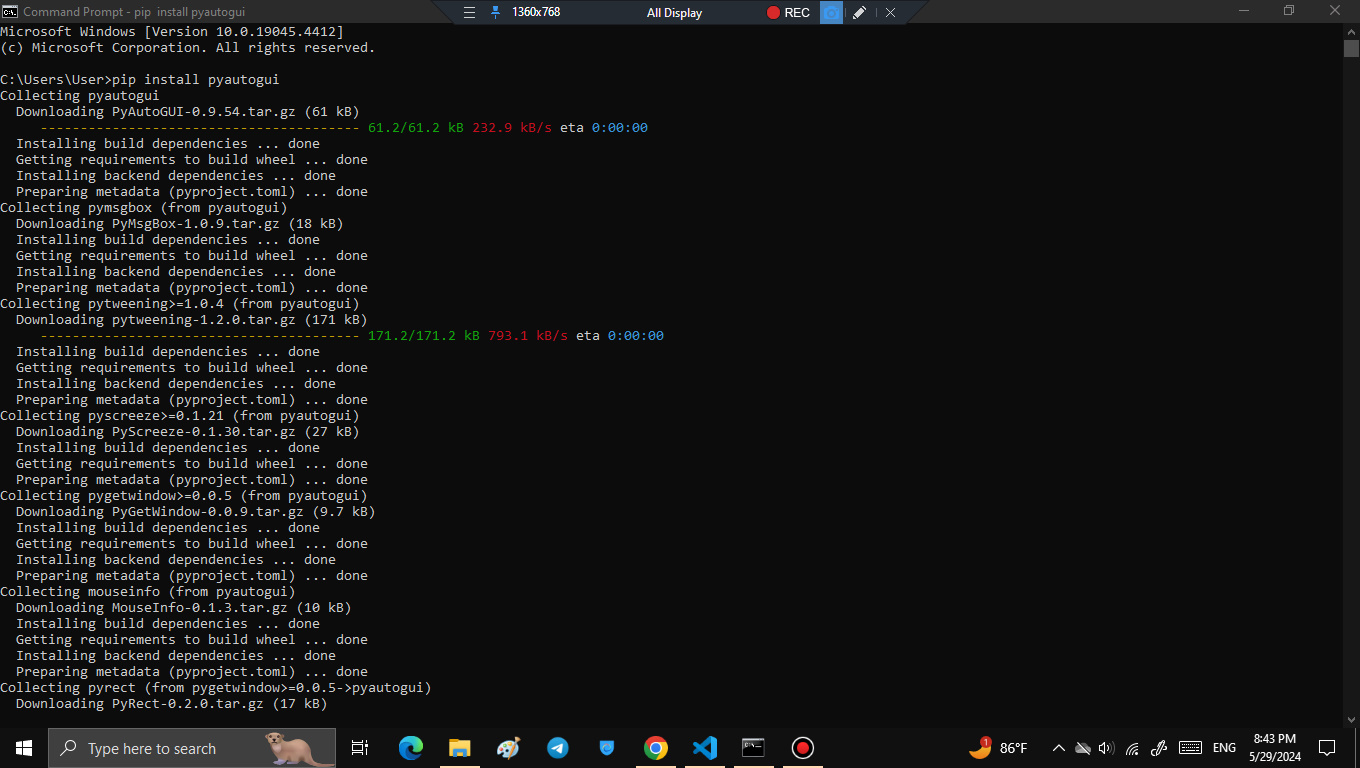 Command Prompt - pip  install pyautogui
1360x768
All Display
REC
Microsoft Windows [Version 10.0.19045.4412]
(c) Microsoft Corporation. All rights reserved.
C:\Users\User>pip install pyautogui
Collecting pyautogui
  Downloading PyAutoGUI-0.9.54.tar.gz (61 kB)
     ---------------------------------------- 61.2/61.2 kB 232.9 kB/s eta 0:00:00
  Installing build dependencies ... done
  Getting requirements to build wheel ... done
  Installing backend dependencies ... done
  Preparing metadata (pyproject.toml) ... done
Collecting pymsgbox (from pyautogui)
  Downloading PyMsgBox-1.0.9.tar.gz (18 kB)
  Installing build dependencies ... done
  Getting requirements to build wheel ... done
  Installing backend dependencies ... done
  Preparing metadata (pyproject.toml) ... done
Collecting pytweening>=1.0.4 (from pyautogui)
  Downloading pytweening-1.2.0.tar.gz (171 kB)
     ---------------------------------------- 171.2/171.2 kB 793.1 kB/s eta 0:00:00
  Installing build dependencies ... done
  Getting requirements to build wheel ... done
  Installing backend dependencies ... done
  Preparing metadata (pyproject.toml) ... done
Collecting pyscreeze>=0.1.21 (from pyautogui)
  Downloading PyScreeze-0.1.30.tar.gz (27 kB)
  Installing build dependencies ... done
  Getting requirements to build wheel ... done
  Preparing metadata (pyproject.toml) ... done
Collecting pygetwindow>=0.0.5 (from pyautogui)
  Downloading PyGetWindow-0.0.9.tar.gz (9.7 kB)
  Installing build dependencies ... done
  Getting requirements to build wheel ... done
  Installing backend dependencies ... done
  Preparing metadata (pyproject.toml) ... done
Collecting mouseinfo (from pyautogui)
  Downloading MouseInfo-0.1.3.tar.gz (10 kB)
  Installing build dependencies ... done
  Getting requirements to build wheel ... done
  Installing backend dependencies ... done
  Preparing metadata (pyproject.toml) ... done
Collecting pyrect (from pygetwindow>=0.0.5->pyautogui)
  Downloading PyRect-0.2.0.tar.gz (17 kB)
Type here to search
1
86°F
ENG
8:43 PM
5/29/2024